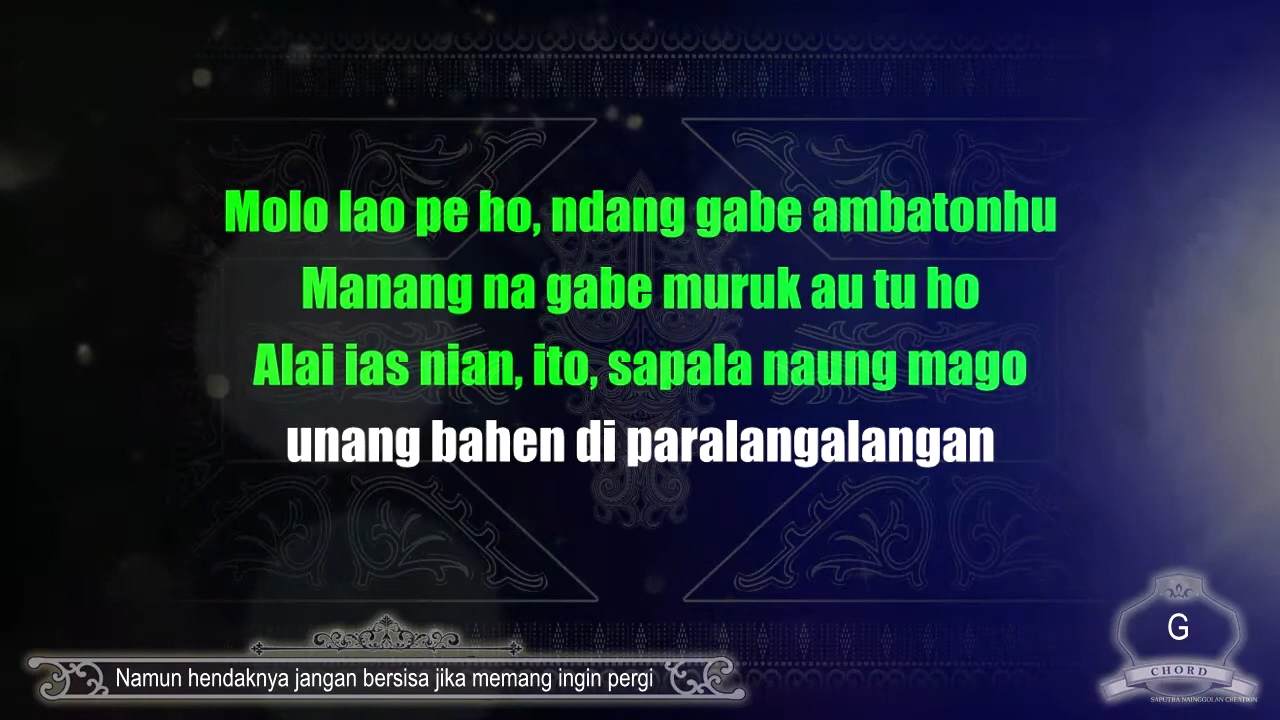 Molo lao pe ho, ndang gabe ambatonhu
Manang na gabe muruk au tu ho
Alai ias nian, ito, sapala naung mago
unang bahen di paralangalangan
G
CHORD
SAPUTRA NAINGGOLAN CREATION
Namun hendaknya jangan bersisa jika memang ingin pergi